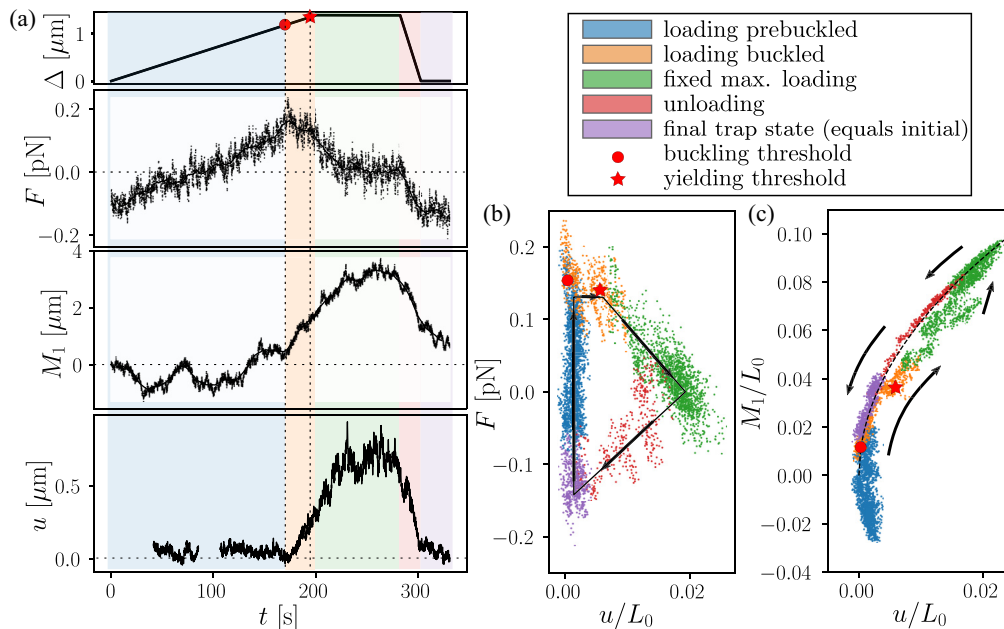 (a)
Δ [μm]
1
0
F [pN]
0.2
0.0
−0.2
M₁ [μm]
4
2
0
u [μm]
0.5
0.0
0
100
200
300
t [s]
loading prebuckled
loading buckled
fixed max. loading
unloading
final trap state (equals initial)
buckling threshold
yielding threshold
(b)
F [pN]
0.2
0.1
0.0
−0.1
−0.2
0.00
0.02
u/L₀
(c)
M₁/L₀
0.10
0.08
0.06
0.04
0.02
0.00
−0.02
−0.04
0.00
0.02
u/L₀